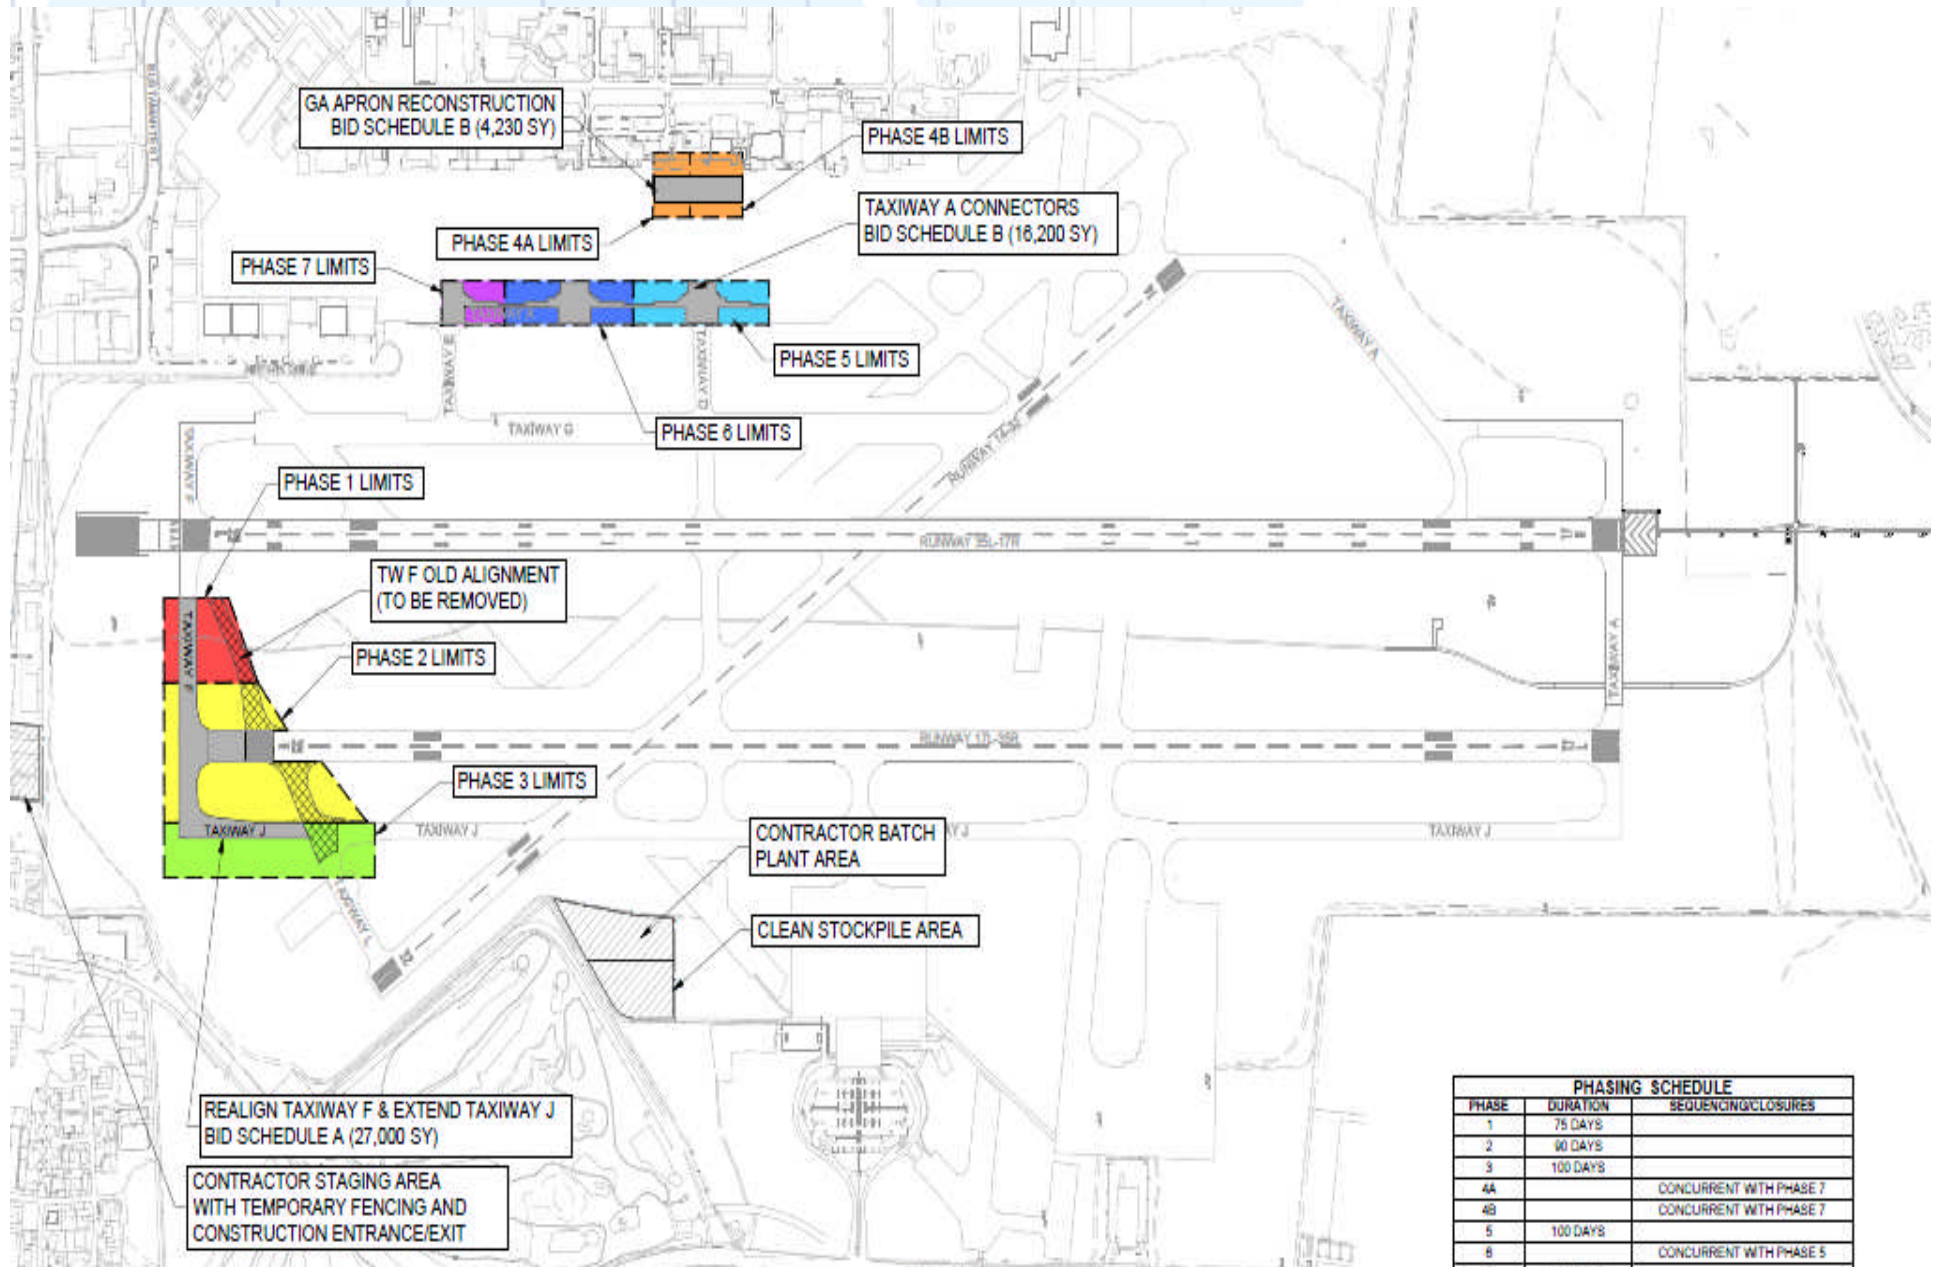 GA APRON RECONSTRUCTION
BID SCHEDULE B (4,230 SY)
PHASE 4B LIMITS
TAXIWAY A CONNECTORS
BID SCHEDULE B (16,200 SY)
PHASE 4A LIMITS
PHASE 7 LIMITS
PHASE 5 LIMITS
TAXIWAY A
TAXIWAY D
TAXIWAY G
PHASE 6 LIMITS
RUNWAY 14-32
TAXIWAY F
PHASE 1 LIMITS
RUNWAY 35L-17R
TW F OLD ALIGNMENT
(TO BE REMOVED)
TAXIWAY F
PHASE 2 LIMITS
TAXIWAY A
RUNWAY 17L-35R
PHASE 3 LIMITS
TAXIWAY J
TAXIWAY J
TAXIWAY J
CONTRACTOR BATCH
PLANT AREA
TAXIWAY L
32
CLEAN STOCKPILE AREA
REALIGN TAXIWAY F & EXTEND TAXIWAY J
BID SCHEDULE A (27,000 SY)
CONTRACTOR STAGING AREA
WITH TEMPORARY FENCING AND
CONSTRUCTION ENTRANCE/EXIT
PHASING SCHEDULE
PHASE DURATION SEQUENCING/CLOSURES
1 75 DAYS
2 90 DAYS
3 100 DAYS
4A CONCURRENT WITH PHASE 7
4B CONCURRENT WITH PHASE 7
5 100 DAYS
6 CONCURRENT WITH PHASE 5